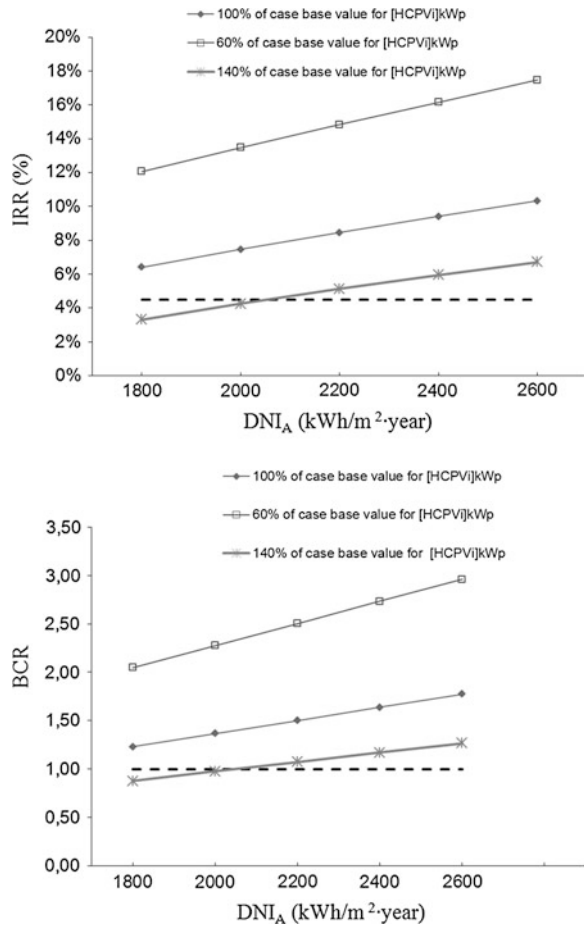 100% of case base value for [HCPVi]kWp
60% of case base value for [HCPVi]kWp
140% of case base value for [HCPVi]kWp
20%
18%
16%
14%
12%
10%
8%
6%
4%
2%
0%
IRR (%)
1800 2000 2200 2400 2600
DNI_A (kWh/m²·year)
100% of case base value for [HCPVi]kWp
60% of case base value for [HCPVi]kWp
140% of case base value for [HCPVi]kWp
3,50
3,00
2,50
2,00
1,50
1,00
0,50
0,00
BCR
1800 2000 2200 2400 2600
DNI_A (kWh/m²·year)